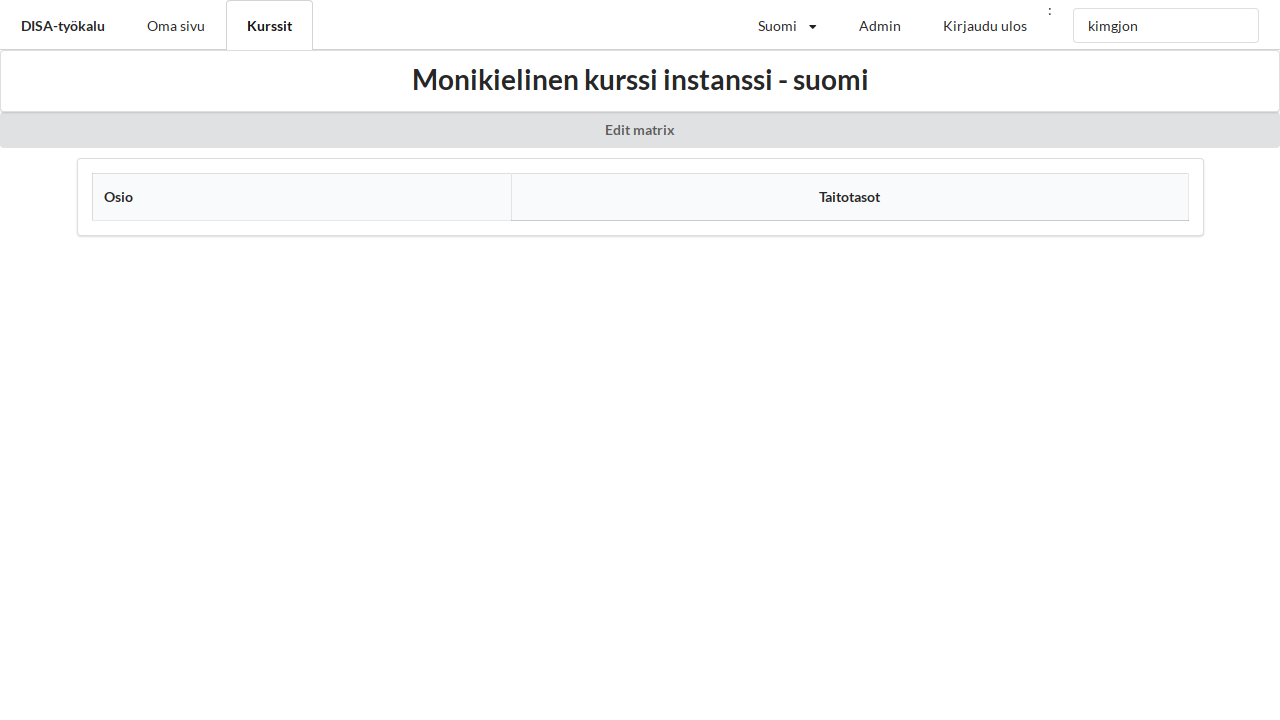 DISA-työkalu Oma sivu Kurssit Suomi Admin Kirjaudu ulos : kimgjon
Monikielinen kurssi instanssi - suomi
Edit matrix
Osio Taitotasot